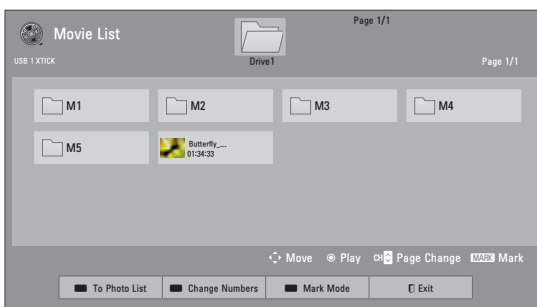 Movie List
Page 1/1
USB 1 XTICK
Drive1
Page 1/1
M1
M2
M3
M4
M5
Butterfly_...
01:34:33
Move
Play
CH
Page Change
MARK
Mark
To Photo List
Change Numbers
Mark Mode
Exit